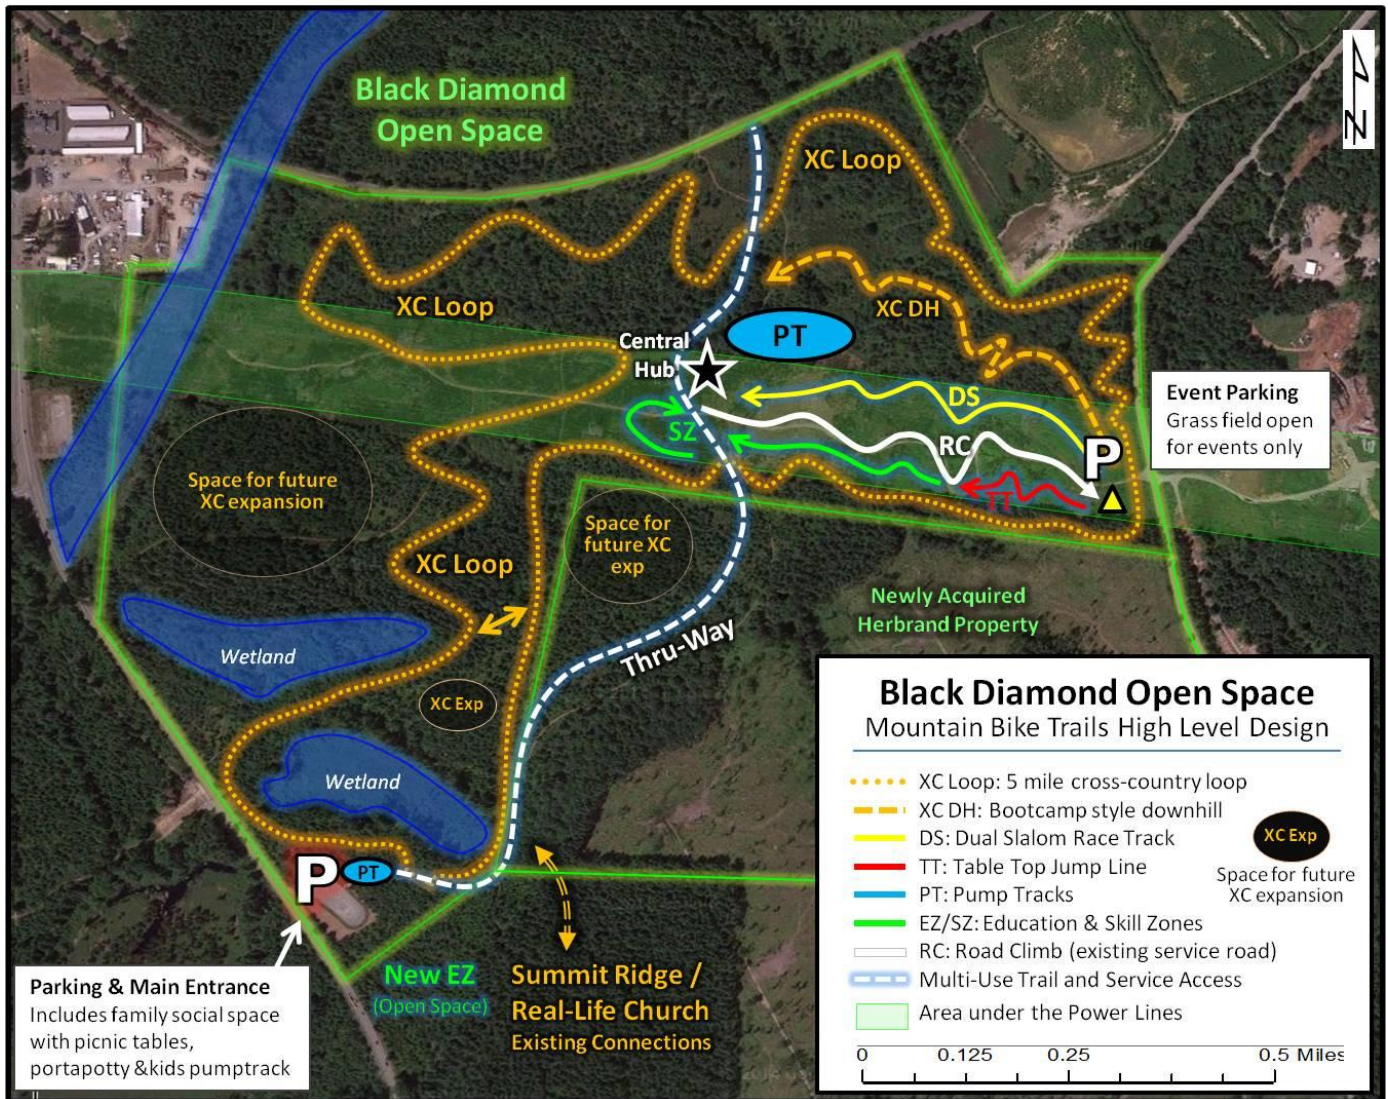 Black Diamond
Open Space
N
XC Loop
XC Loop
XC DH
PT
Central
Hub
DS
SZ
RC
P
TT
Event Parking
Grass field open
for events only
Space for future
XC expansion
Space for
future XC
exp
XC Loop
Newly Acquired
Herbrand Property
Thru-Way
Wetland
XC Exp
Wetland
P
PT
Parking & Main Entrance
Includes family social space
with picnic tables,
portapotty &kids pumptrack
New EZ
(Open Space)
Summit Ridge /
Real-Life Church
Existing Connections
Black Diamond Open Space
Mountain Bike Trails High Level Design
XC Loop: 5 mile cross-country loop
XC DH: Bootcamp style downhill
DS: Dual Slalom Race Track
TT: Table Top Jump Line
PT: Pump Tracks
EZ/SZ: Education & Skill Zones
RC: Road Climb (existing service road)
Multi-Use Trail and Service Access
Area under the Power Lines
XC Exp
Space for future
XC expansion
0 0.125 0.25 0.5 Miles